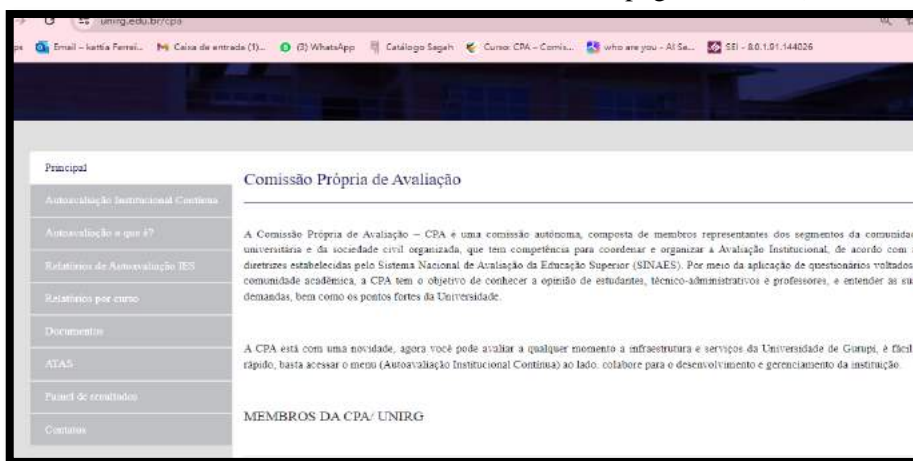 unirg.edu.br/cpa
Email – kattia Ferrei...
Caixa de entrada (1)...
(3) WhatsApp
Catálogo Sagah
Curso: CPA – Comis...
who are you - AI Se...
SEI - 8.0.1.91.144026
Principal
Autoavaliação Institucional Contínua
Autoavaliação o que é?
Relatórios de Autoavaliação IES
Relatórios por curso
Documentos
ATAS
Painel de resultados
Contatos
Comissão Própria de Avaliação
A Comissão Própria de Avaliação – CPA é uma comissão autônoma, composta de membros representantes dos segmentos da comunidad
universitária e da sociedade civil organizada, que tem competência para coordenar e organizar a Avaliação Institucional, de acordo com
diretrizes estabelecidas pelo Sistema Nacional de Avaliação da Educação Superior (SINAES). Por meio da aplicação de questionários voltados
comunidade acadêmica, a CPA tem o objetivo de conhecer a opinião de estudantes, técnico-administrativos e professores, e entender as su
demandas, bem como os pontos fortes da Universidade.
A CPA está com uma novidade, agora você pode avaliar a qualquer momento a infraestrutura e serviços da Universidade de Gurupi, é fácil
rápido, basta acessar o menu (Autoavaliação Institucional Contínua) ao lado. colabore para o desenvolvimento e gerenciamento da instituição.
MEMBROS DA CPA/ UNIRG